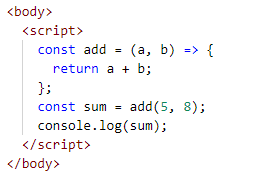 <body>
  <script>
    const add = (a, b) => {
      return a + b;
    };
    const sum = add(5, 8);
    console.log(sum);
  </script>
</body>